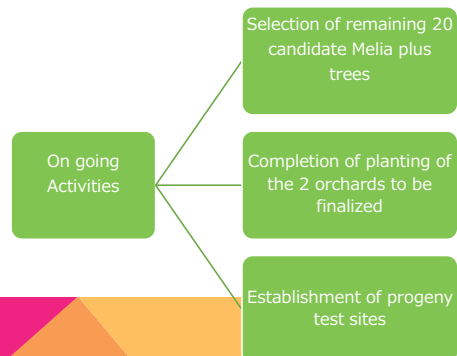 Selection of remaining 20
candidate Melia plus
trees
On going
Activities
Completion of planting of
the 2 orchards to be
finalized
Establishment of progeny
test sites